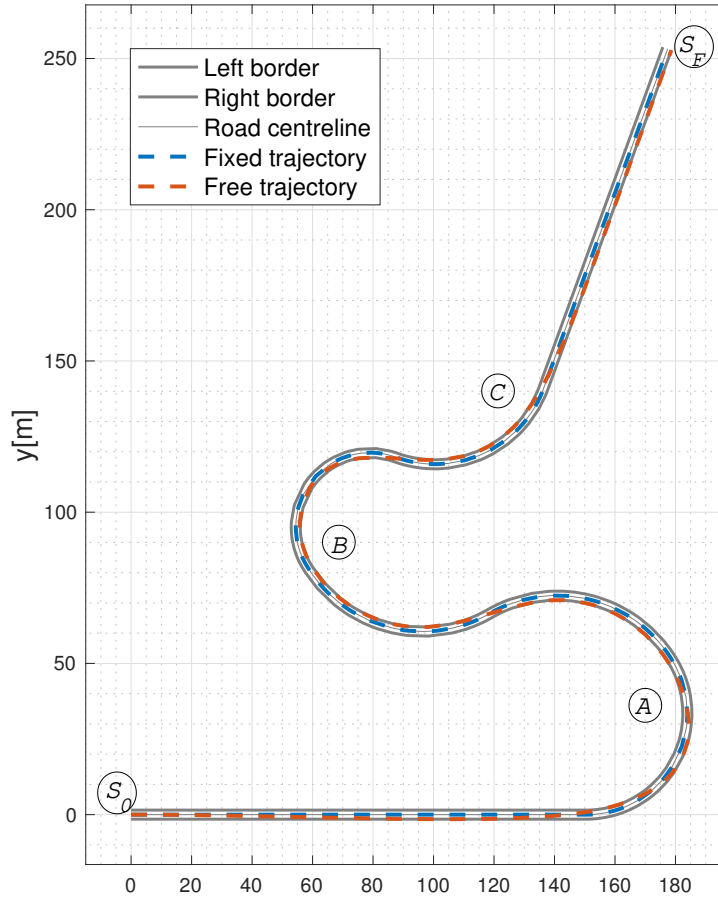 S_F
250
Left border
Right border
Road centreline
Fixed trajectory
Free trajectory
200
150
C
y[m]
100
B
50
A
S_0
0
0 20 40 60 80 100 120 140 160 180